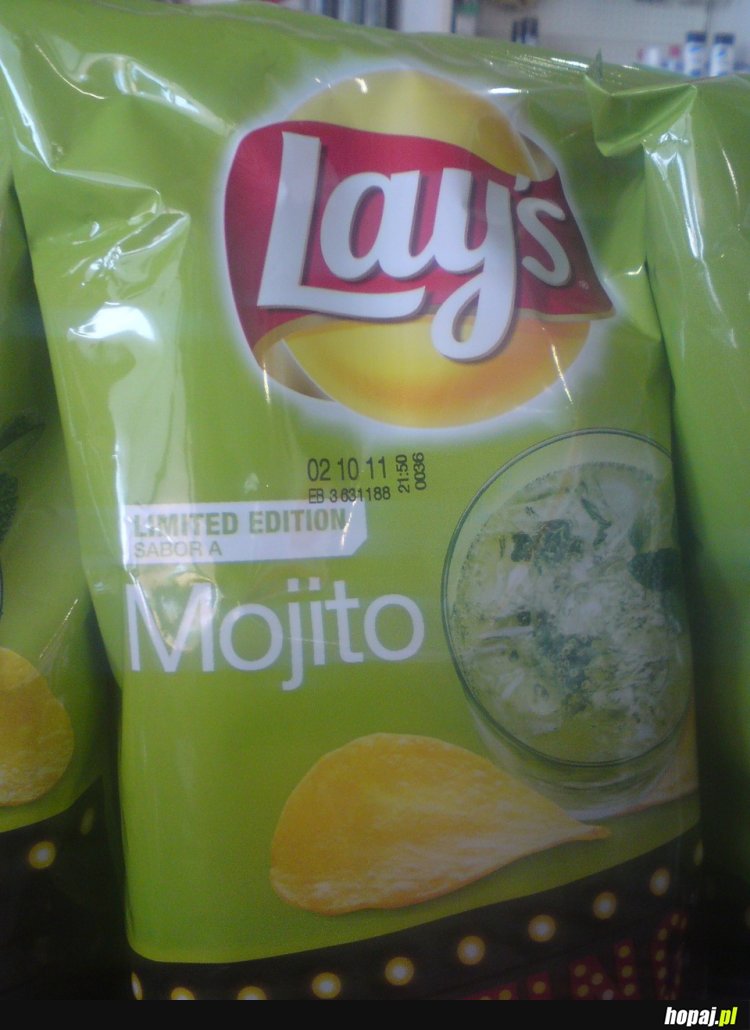 Lay's
02 10 11
21:50
0036
EB 3 631188
LIMITED EDITION
SABOR A
Mojito
hopaj.pl